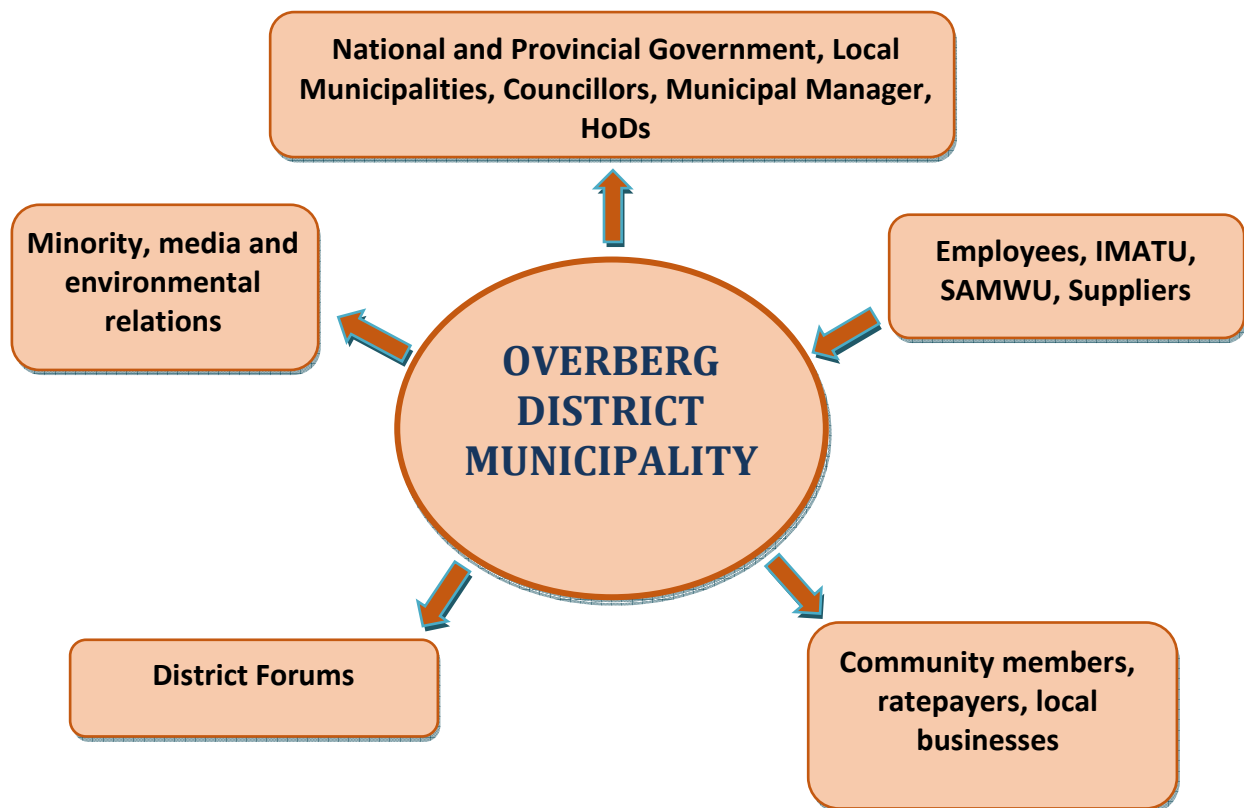 National and Provincial Government, Local
Municipalities, Councillors, Municipal Manager,
HoDs
Minority, media and
environmental
relations
Employees, IMATU,
SAMWU, Suppliers
OVERBERG
DISTRICT
MUNICIPALITY
District Forums
Community members,
ratepayers, local
businesses